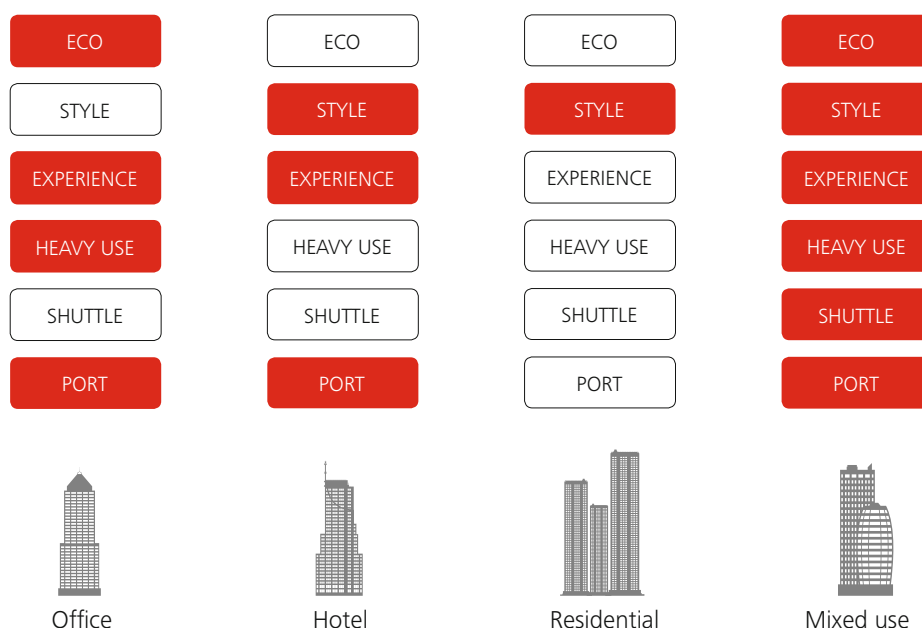 ECO ECO ECO ECO
STYLE STYLE STYLE STYLE
EXPERIENCE EXPERIENCE EXPERIENCE EXPERIENCE
HEAVY USE HEAVY USE HEAVY USE HEAVY USE
SHUTTLE SHUTTLE SHUTTLE SHUTTLE
PORT PORT PORT PORT
Office Hotel Residential Mixed use